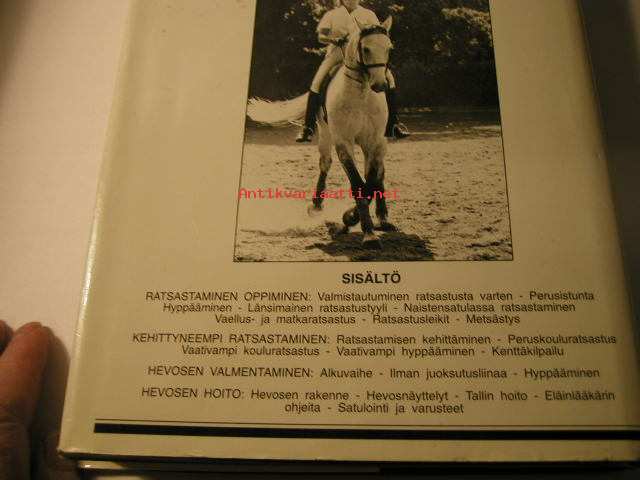 Antikvariaatti.net
SISÄLTÖ
RATSASTAMINEN OPPIMINEN: Valmistautuminen ratsastusta varten - Perusistunta
Hyppääminen - Länsimainen ratsastustyyli - Naistensatulassa ratsastaminen
Vaellus- ja matkaratsastus - Ratsastusleikit - Metsästys
KEHITTYNEEMPI RATSASTAMINEN: Ratsastamisen kehittäminen - Peruskouluratsastus
Vaativampi kouluratsastus - Vaativampi hyppääminen - Kenttäkilpailu
HEVOSEN VALMENTAMINEN: Alkuvaihe - Ilman juoksutusliinaa - Hyppääminen
HEVOSEN HOITO: Hevosen rakenne - Hevosnäyttelyt - Tallin hoito - Eläinlääkärin
ohjeita - Satulointi ja varusteet